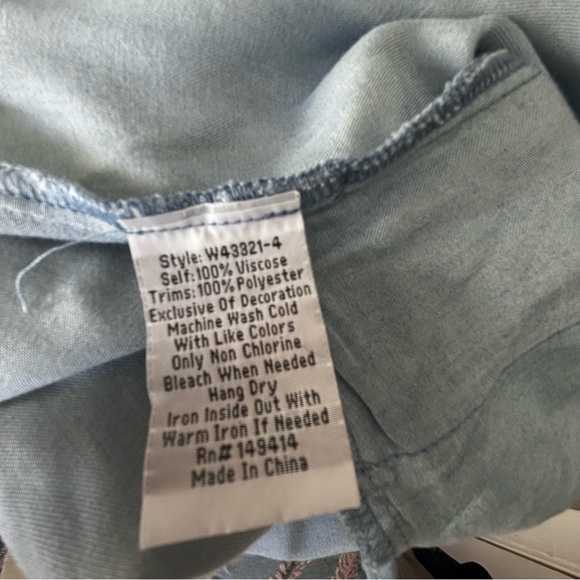 Style: W43321-4
Self:100% Viscose
Trims:100% Polyester
Exclusive Of Decoration
Machine Wash Cold
With Like Colors
Only Non Chlorine
Bleach When Needed
Hang Dry
Iron Inside Out With
Warm Iron If Needed
Rn# 149414
Made In China